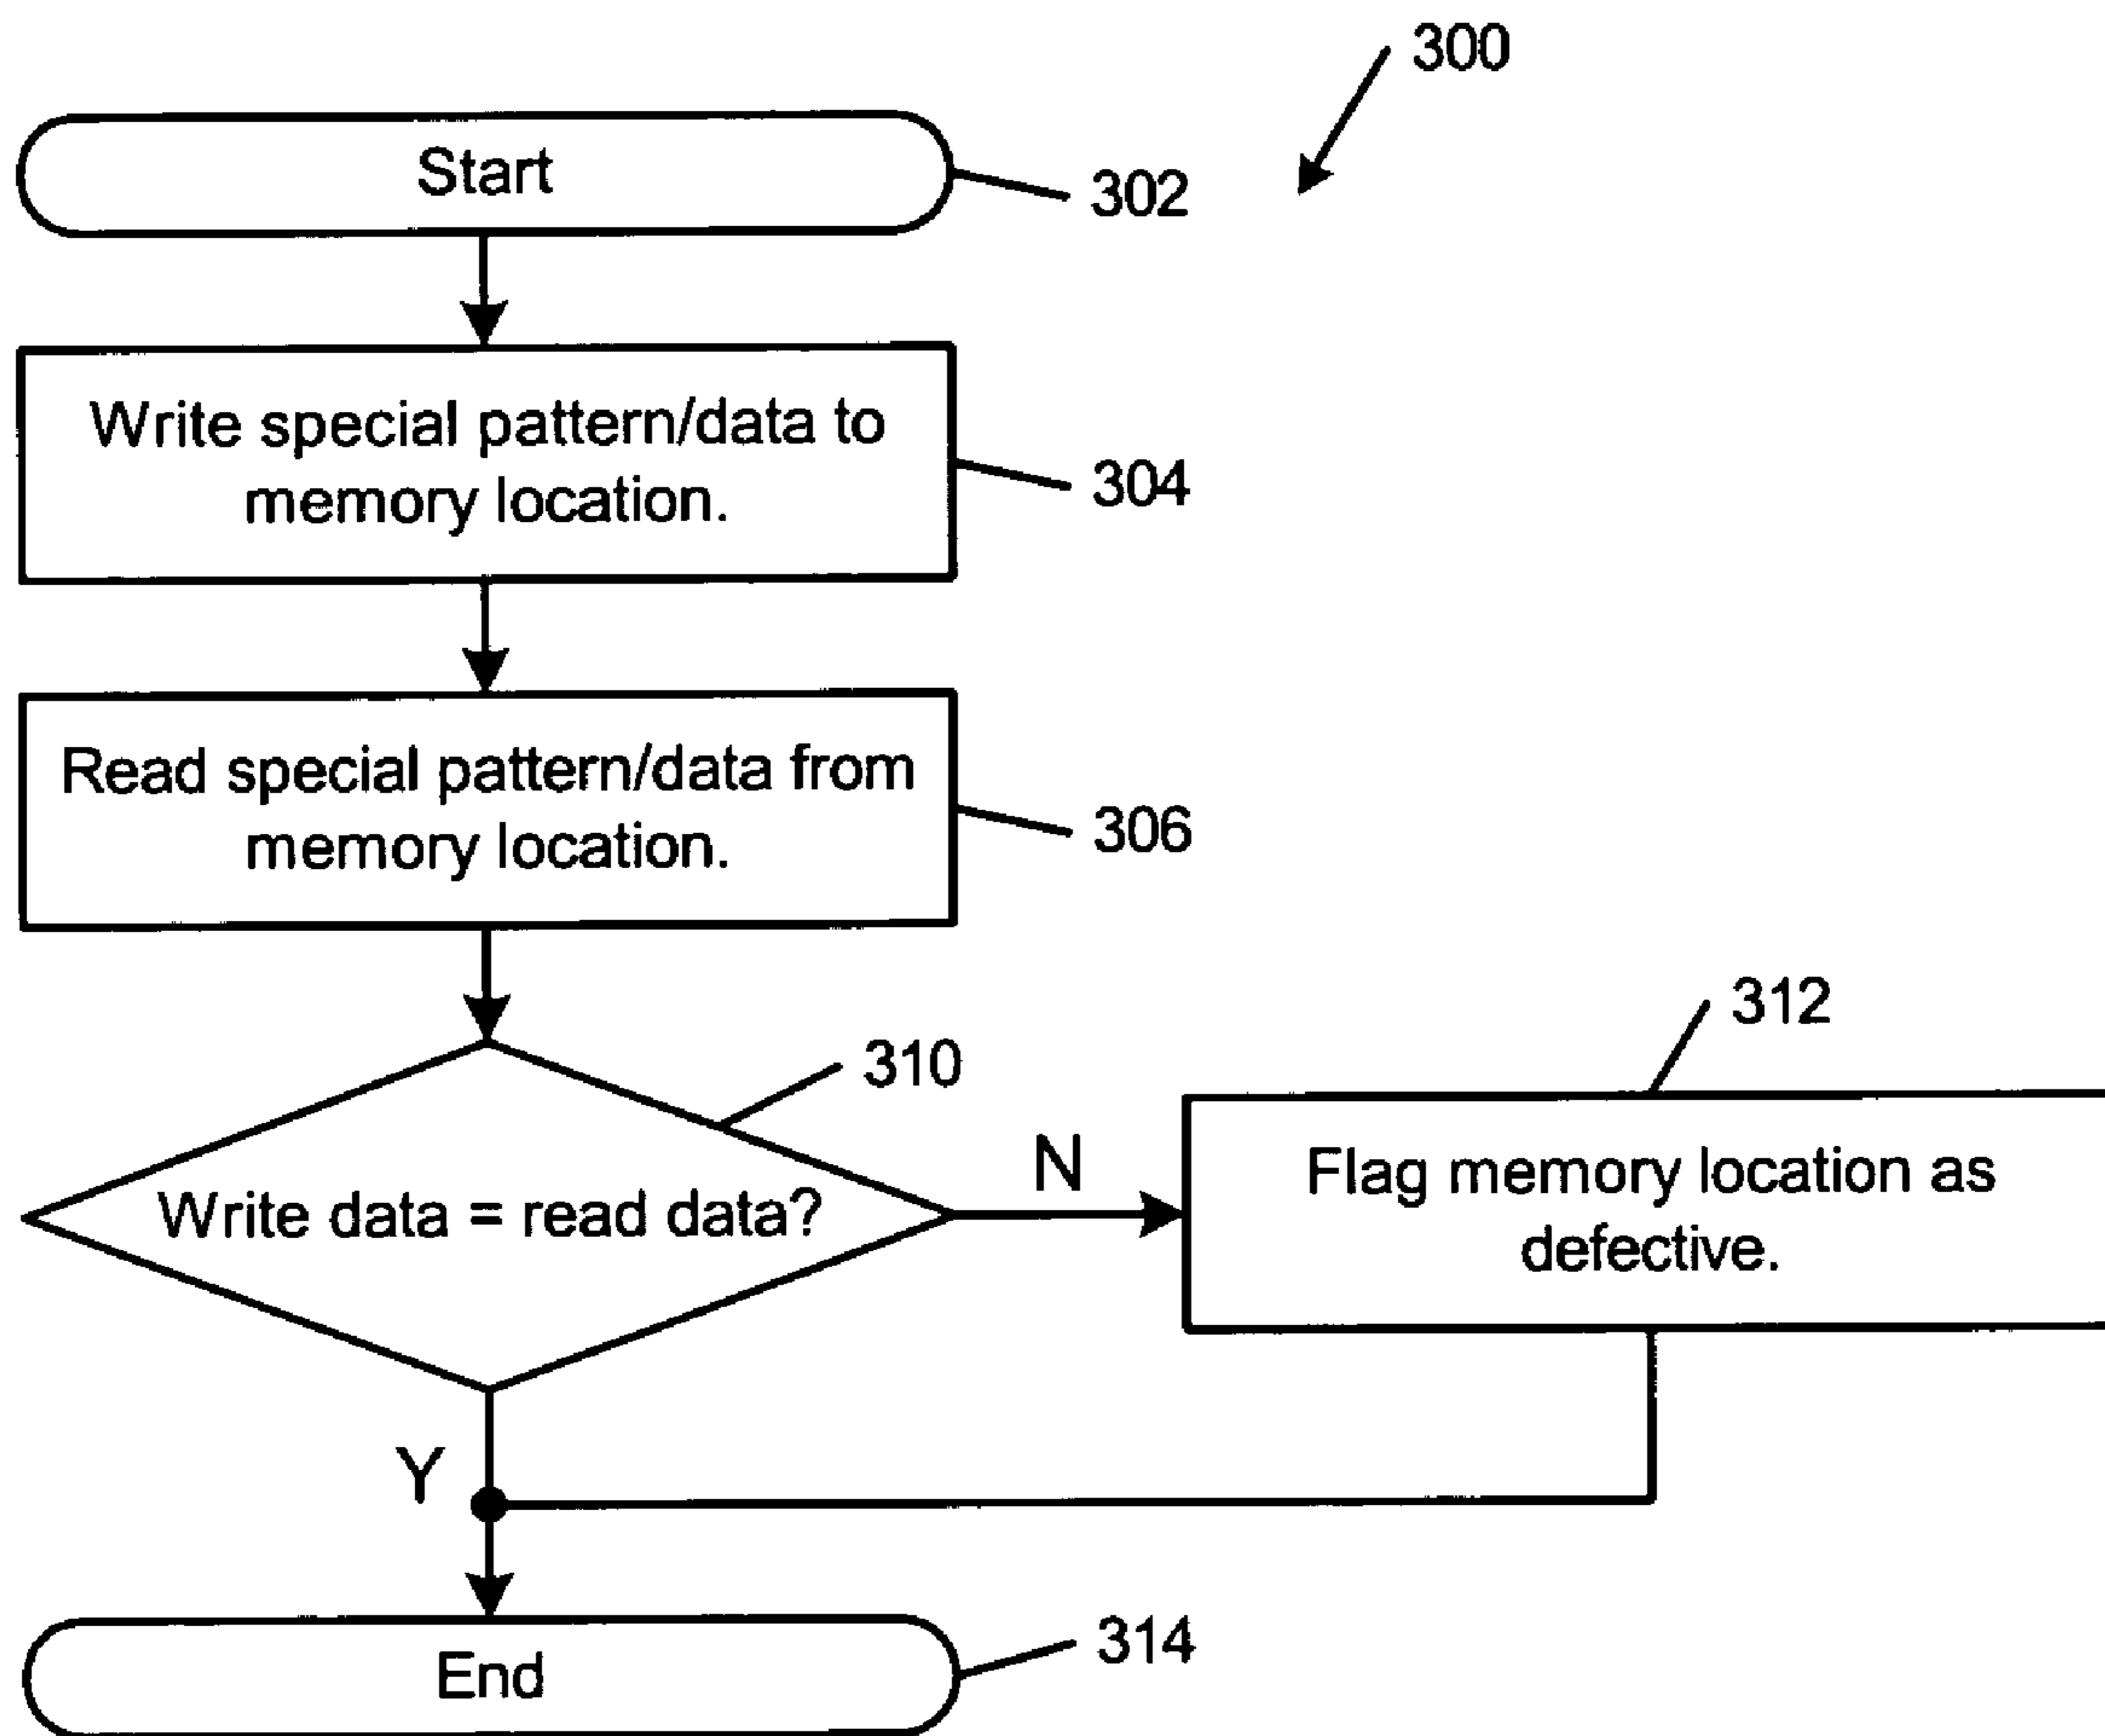 300
Start
302
Write special pattern/data to
memory location.
304
Read special pattern/data from
memory location.
306
310
312
Write data = read data?
N
Flag memory location as
defective.
Y
End
314